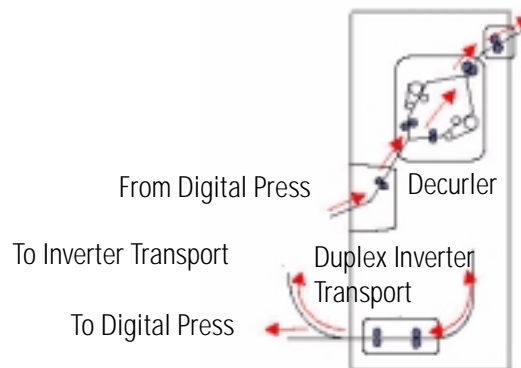 From Digital Press
Decurler
To Inverter Transport
Duplex Inverter
Transport
To Digital Press